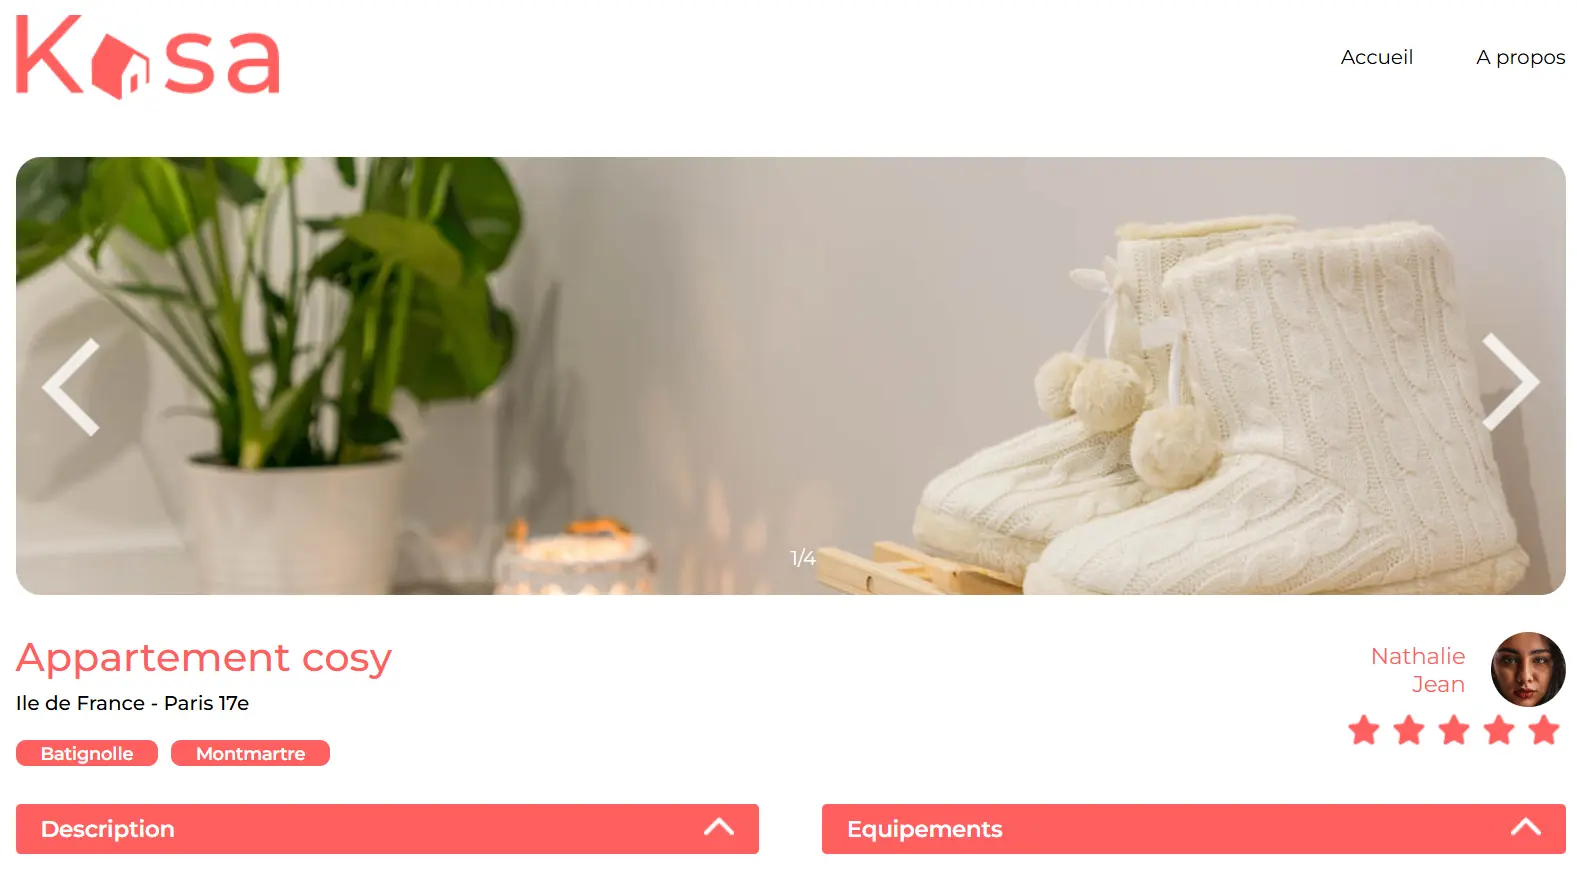 Kasa
Accueil
A propos
1/4
Appartement cosy
Ile de France - Paris 17e
Batignolle
Montmartre
Nathalie
Jean
Description
Equipements